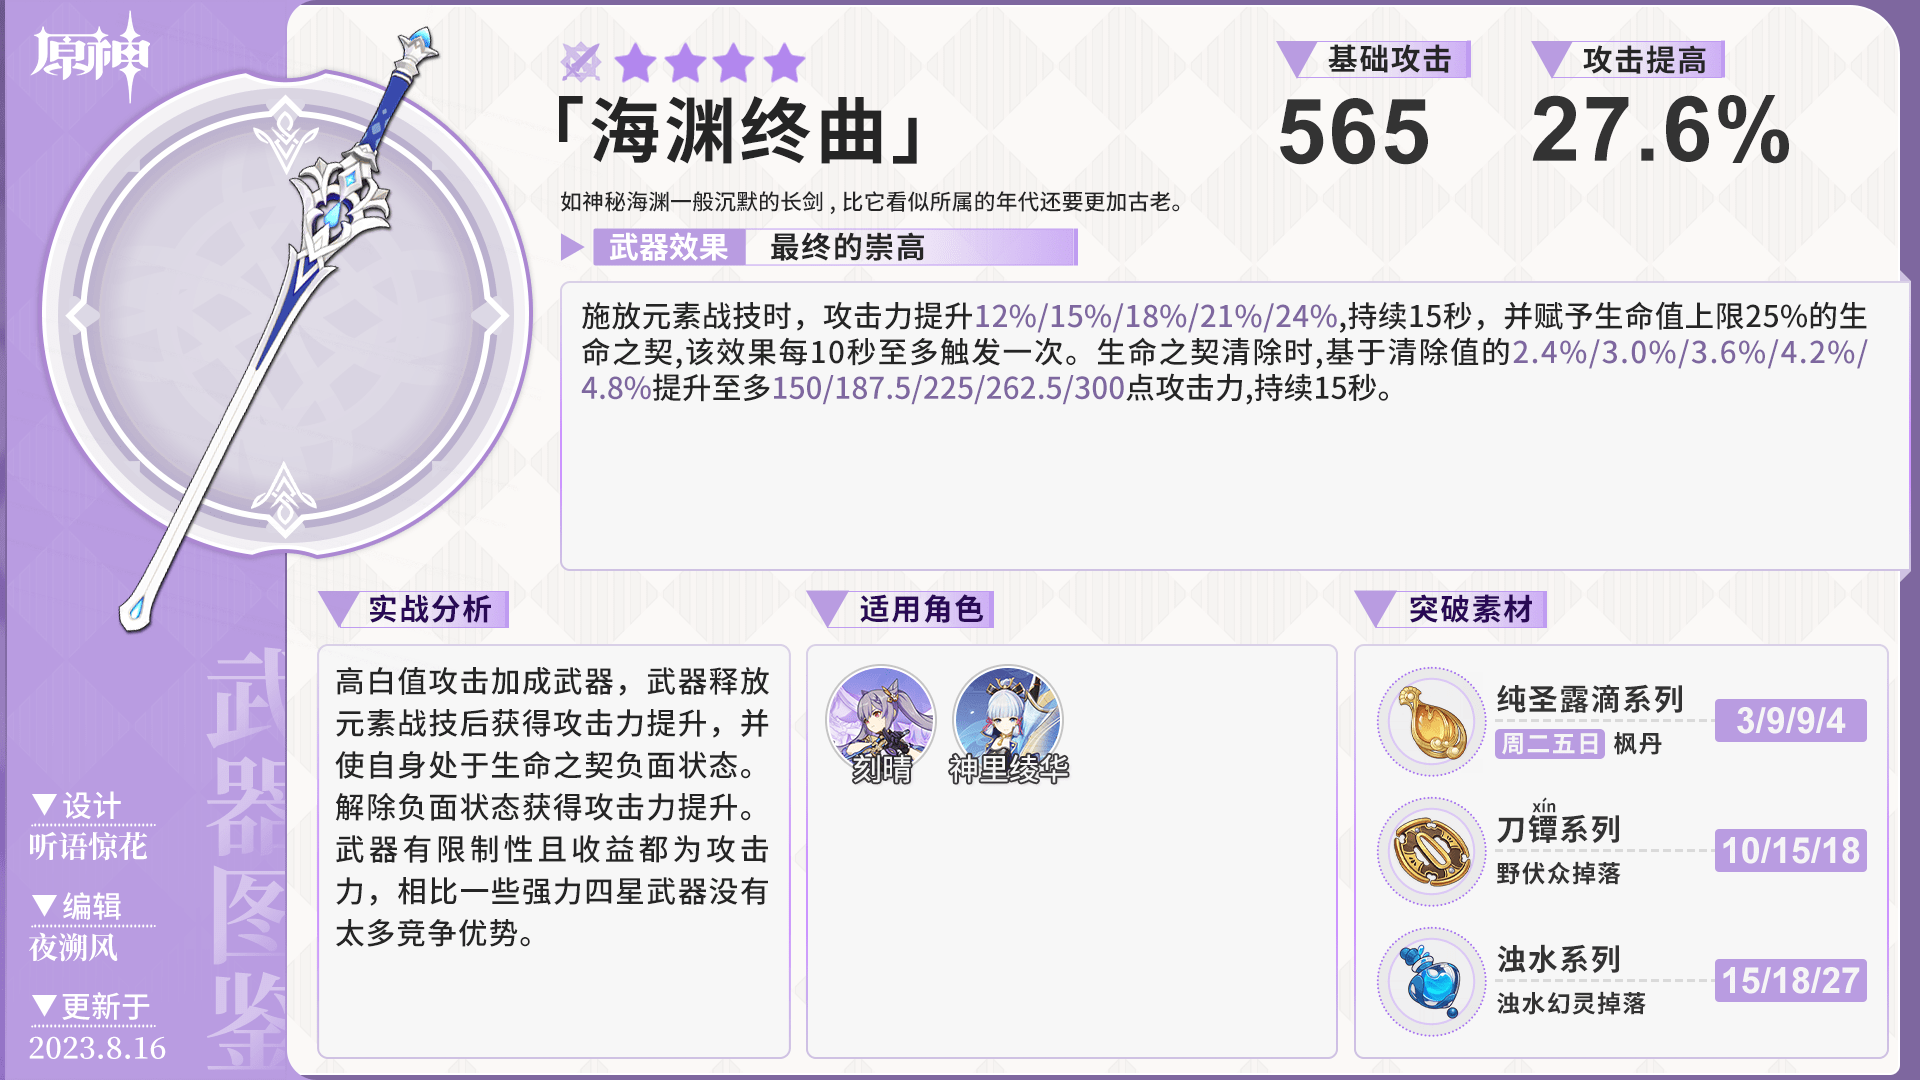 原神
「海渊终曲」
如神秘海渊一般沉默的长剑，比它看似所属的年代还要更加古老。
基础攻击
565
攻击提高
27.6%
武器效果
最终的崇高
施放元素战技时，攻击力提升12%/15%/18%/21%/24%,持续15秒，并赋予生命值上限25%的生
命之契,该效果每10秒至多触发一次。生命之契清除时,基于清除值的2.4%/3.0%/3.6%/4.2%/
4.8%提升至多150/187.5/225/262.5/300点攻击力,持续15秒。
实战分析
高白值攻击加成武器，武器释放
元素战技后获得攻击力提升，并
使自身处于生命之契负面状态。
解除负面状态获得攻击力提升。
武器有限制性且收益都为攻击
力，相比一些强力四星武器没有
太多竞争优势。
适用角色
刻晴
神里绫华
突破素材
纯圣露滴系列
周二五日 枫丹
3/9/9/4
xín
刀镡系列
野伏众掉落
10/15/18
浊水系列
浊水幻灵掉落
15/18/27
武器图鉴
▼设计
听语惊花
▼编辑
夜溯风
▼更新于
2023.8.16